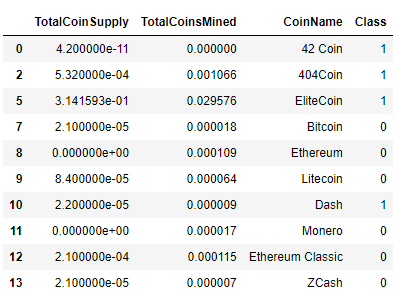 TotalCoinSupply TotalCoinsMined CoinName Class
0 4.200000e-11 0.000000 42 Coin 1
2 5.320000e-04 0.001066 404Coin 1
5 3.141593e-01 0.029576 EliteCoin 1
7 2.100000e-05 0.000018 Bitcoin 0
8 0.000000e+00 0.000109 Ethereum 0
9 8.400000e-05 0.000064 Litecoin 0
10 2.200000e-05 0.000009 Dash 1
11 0.000000e+00 0.000017 Monero 0
12 2.100000e-04 0.000115 Ethereum Classic 0
13 2.100000e-05 0.000007 ZCash 0